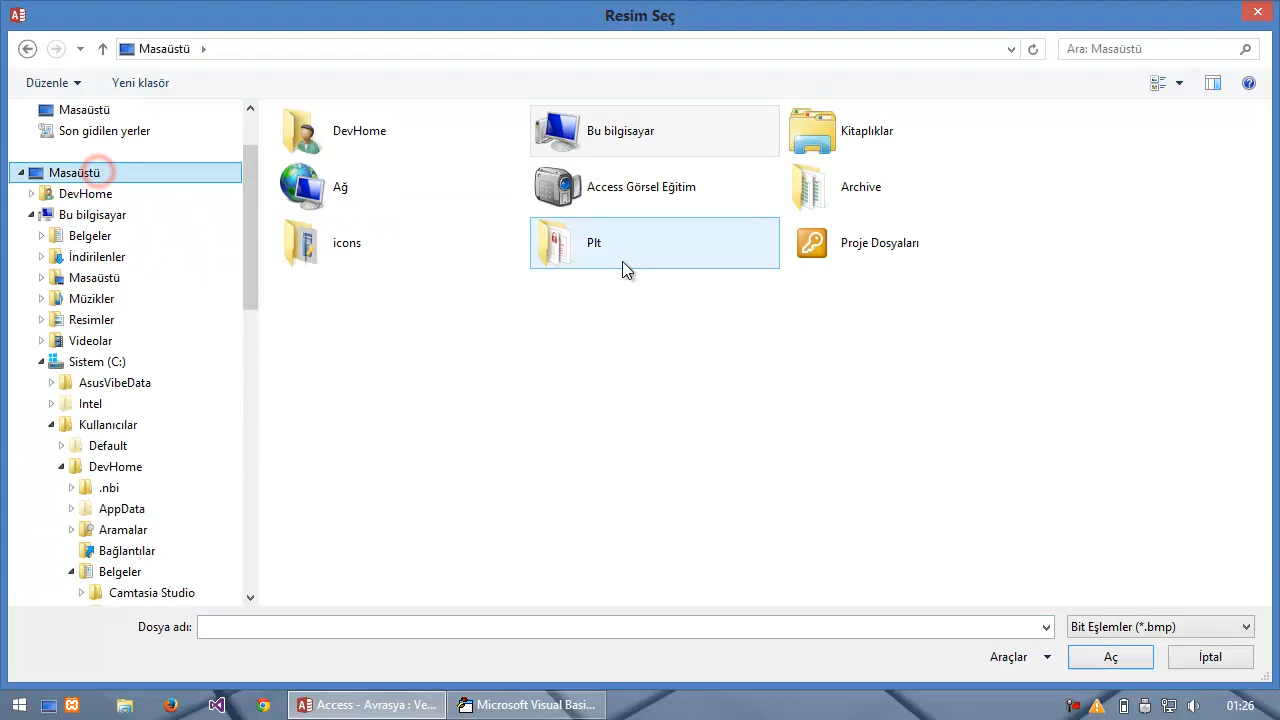 Resim Seç
Masaüstü
Ara: Masaüstü
Düzenle
Yeni klasör
Masaüstü
Son gidilen yerler
Masaüstü
DevHome
Bu bilgisayar
Belgeler
İndirilenler
Masaüstü
Müzikler
Resimler
Videolar
Sistem (C:)
AsusVibeData
Intel
Kullanıcılar
Default
DevHome
.nbi
AppData
Aramalar
Bağlantılar
Belgeler
Camtasia Studio
DevHome
Bu bilgisayar
Kitaplıklar
Ağ
Access Görsel Eğitim
Archive
icons
Plt
Proje Dosyaları
Dosya adı:
Bit Eşlemler (*.bmp)
Araçlar
Aç
İptal
Access - Avrasya : Ve...
Microsoft Visual Basi...
01:26